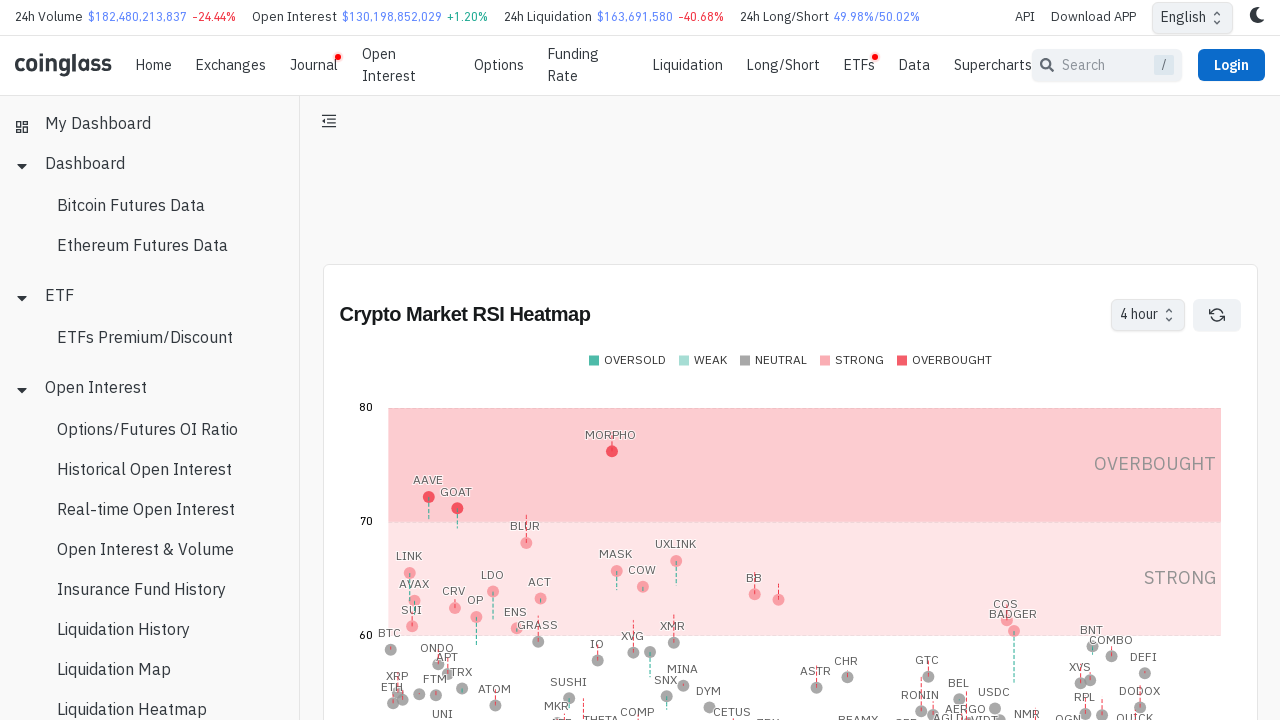 24h Volume $182,480,213,837 -24.44% Open Interest $130,198,852,029 +1.20% 24h Liquidation $163,691,580 -40.68% 24h Long/Short 49.98%/50.02% API Download APP English
coinglass Home Exchanges Journal Open Interest Options Funding Rate Liquidation Long/Short ETFs Data Supercharts Search / Login
My Dashboard
Dashboard
Bitcoin Futures Data
Ethereum Futures Data
ETF
ETFs Premium/Discount
Open Interest
Options/Futures OI Ratio
Historical Open Interest
Real-time Open Interest
Open Interest & Volume
Insurance Fund History
Liquidation History
Liquidation Map
Liquidation Heatmap
Crypto Market RSI Heatmap
4 hour
OVERSOLD WEAK NEUTRAL STRONG OVERBOUGHT
80
MORPHO
OVERBOUGHT
AAVE
GOAT
70
BLUR
UXLINK
LINK
MASK
COW
LDO
BB
STRONG
AVAX
CRV
ACT
OP
COS
SUI
ENS
BADGER
GRASS
XMR
60
BTC
XVG
BNT
IO
COMBO
ONDO
APT
DEFI
CHR
GTC
XRP
TRX
MINA
ASTR
XVS
ETH
FTM
ATOM
SUSHI
SNX
DYM
BEL
USDC
DODOX
RONIN
RPL
UNI
MKR
COMP
CETUS
AERGO
NMR
THETA
QUICK